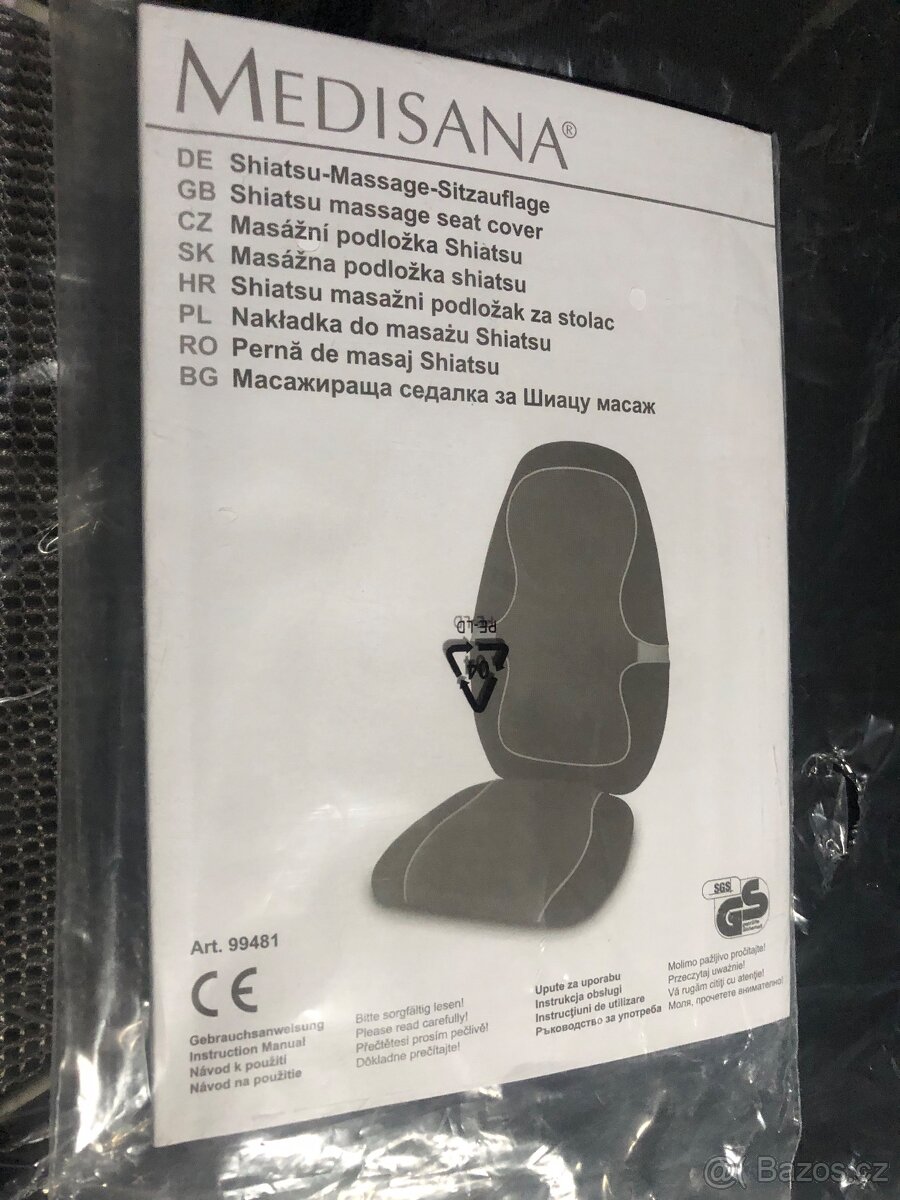 MEDISANA®
DE Shiatsu-Massage-Sitzauflage
GB Shiatsu massage seat cover
CZ Masážní podložka Shiatsu
SK Masážna podložka shiatsu
HR Shiatsu masažni podložak za stolac
PL Nakładka do masażu Shiatsu
RO Pernă de masaj Shiatsu
BG Масажираща седалка за Шиацу масаж
PE-LD
04
SGS
GS
geprüfte
Sicherheit
Art. 99481
CE
Gebrauchsanweisung
Instruction Manual
Návod k použití
Návod na použitie
Bitte sorgfältig lesen!
Please read carefully!
Přečtětesi prosím pečlivě!
Dôkladne prečítajte!
Upute za uporabu
Instrukcja obsługi
Instrucţiuni de utilizare
Ръководство за употреба
Molimo pažljivo pročitajte!
Przeczytaj uważnie!
Vă rugăm citiţi cu atenţie!
Моля, прочетете внимателно!
Bazos.cz